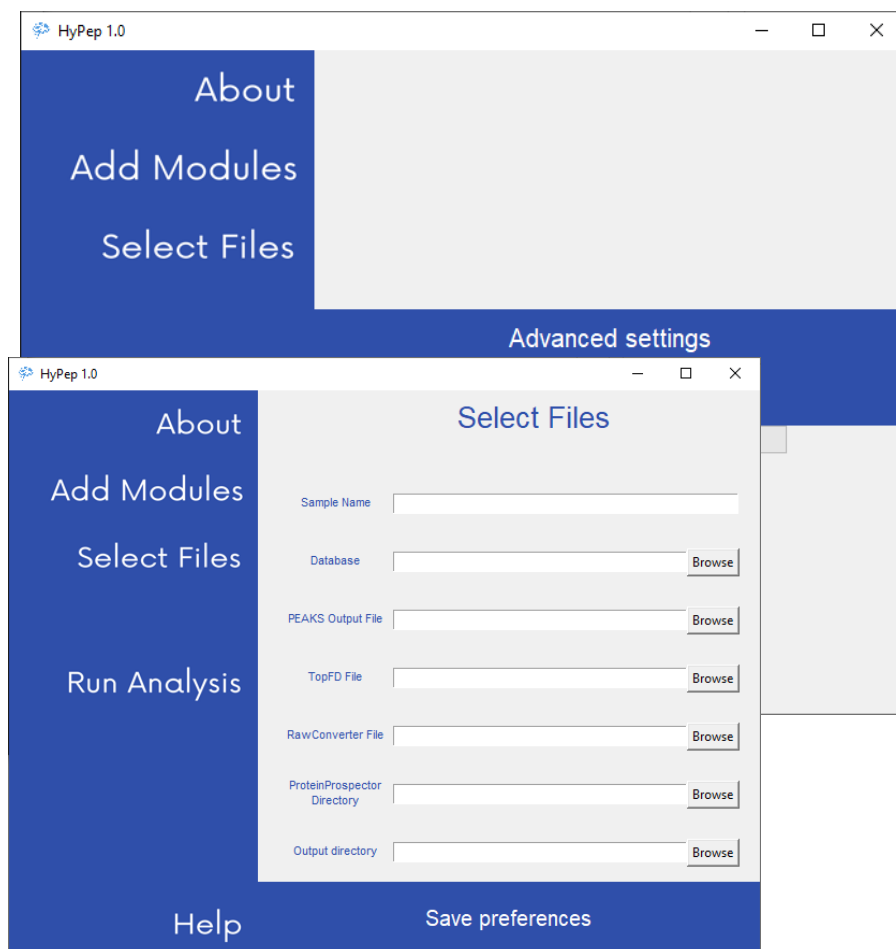 HyPep 1.0
About
Add Modules
Select Files
Advanced settings
HyPep 1.0
About
Add Modules
Select Files
Run Analysis
Help
Select Files
Sample Name
Database
Browse
PEAKS Output File
Browse
TopFD File
Browse
RawConverter File
Browse
ProteinProspector
Directory
Browse
Output directory
Browse
Save preferences